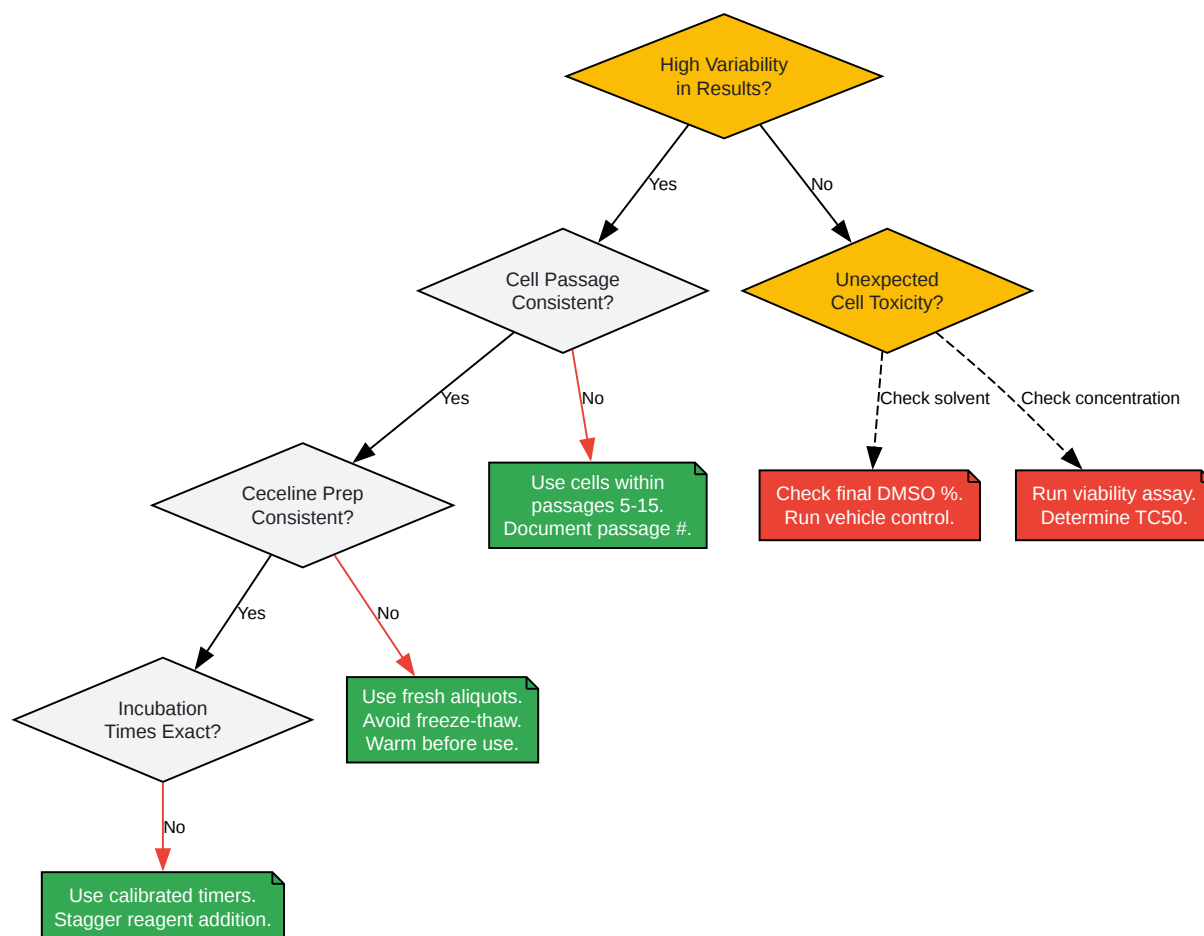 High Variability
in Results?
Yes
No
Cell Passage
Consistent?
Unexpected
Cell Toxicity?
Yes
No
Check solvent
Check concentration
Ceceline Prep
Consistent?
Use cells within
passages 5-15.
Document passage #.
Check final DMSO %.
Run vehicle control.
Run viability assay.
Determine TC50.
Yes
No
Incubation
Times Exact?
Use fresh aliquots.
Avoid freeze-thaw.
Warm before use.
No
Use calibrated timers.
Stagger reagent addition.